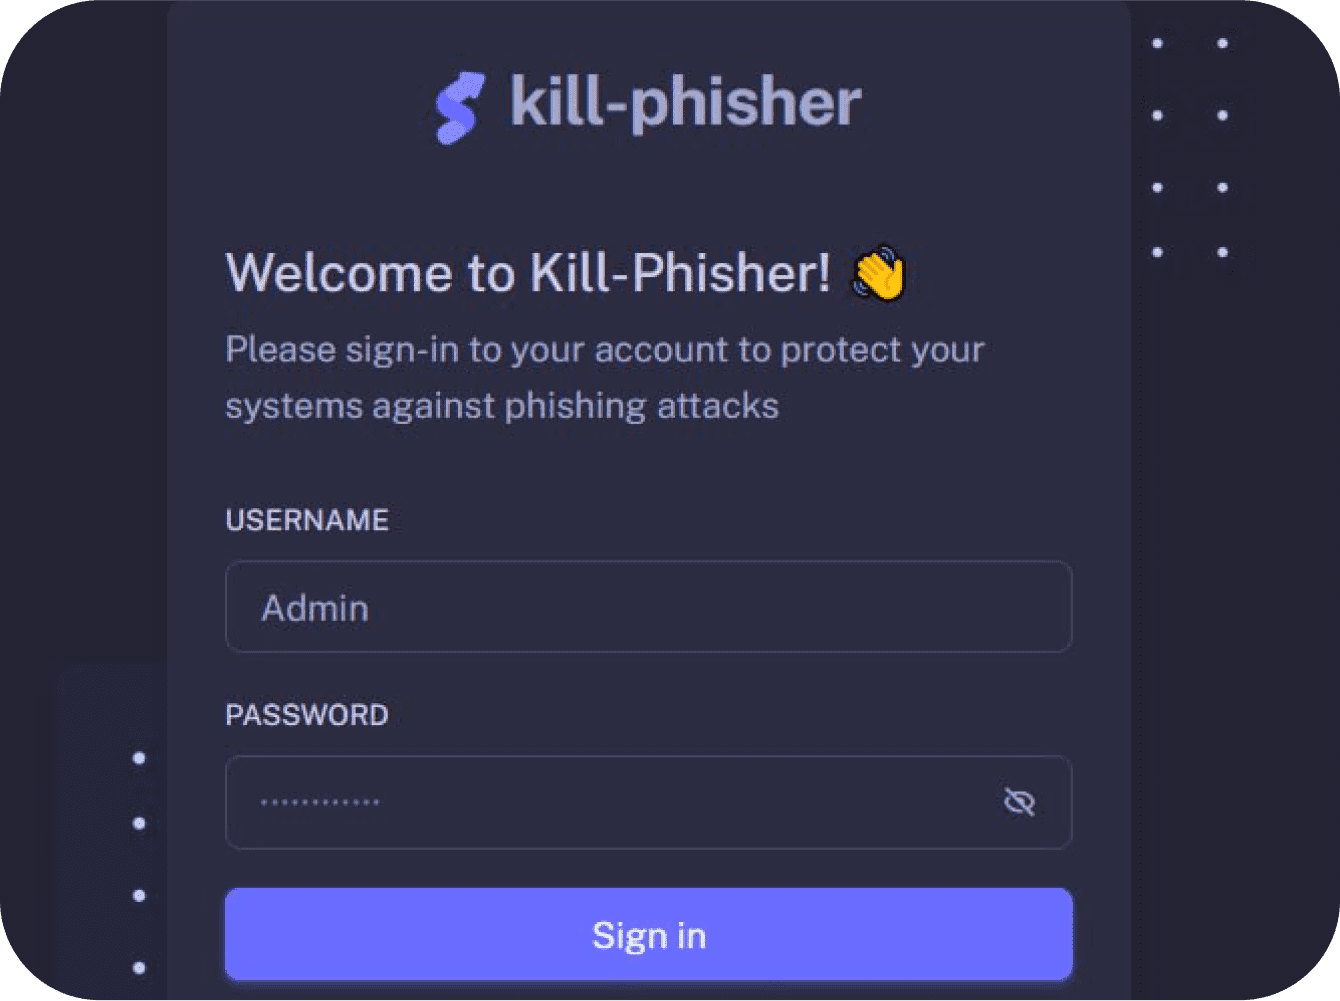 kill-phisher
Welcome to Kill-Phisher! 👋
Please sign-in to your account to protect your
systems against phishing attacks
USERNAME
Admin
PASSWORD
············
Sign in